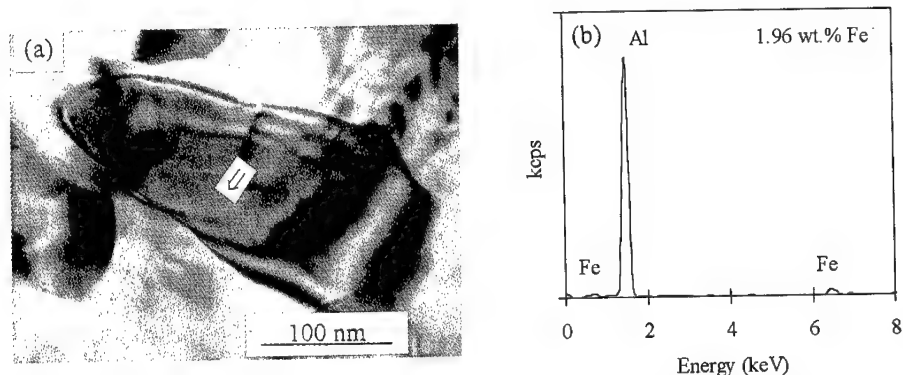 (a)
100 nm
(b)
Al
1.96 wt.% Fe
kcps
Fe
Fe
0
2
4
6
8
Energy (keV)